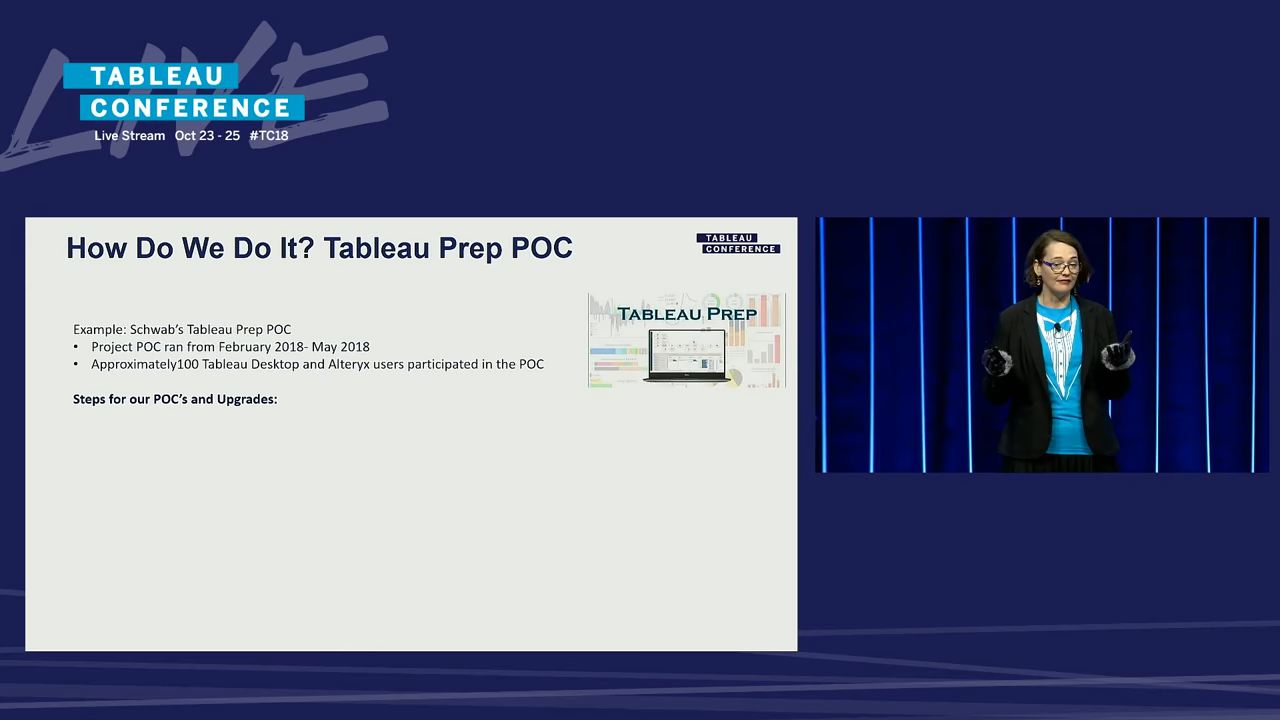 LIVE
TABLEAU
CONFERENCE
Live Stream Oct 23 - 25 #TC18
How Do We Do It? Tableau Prep POC
TABLEAU
CONFERENCE
TABLEAU PREP
Example: Schwab's Tableau Prep POC
• Project POC ran from February 2018- May 2018
• Approximately100 Tableau Desktop and Alteryx users participated in the POC
Steps for our POC's and Upgrades: